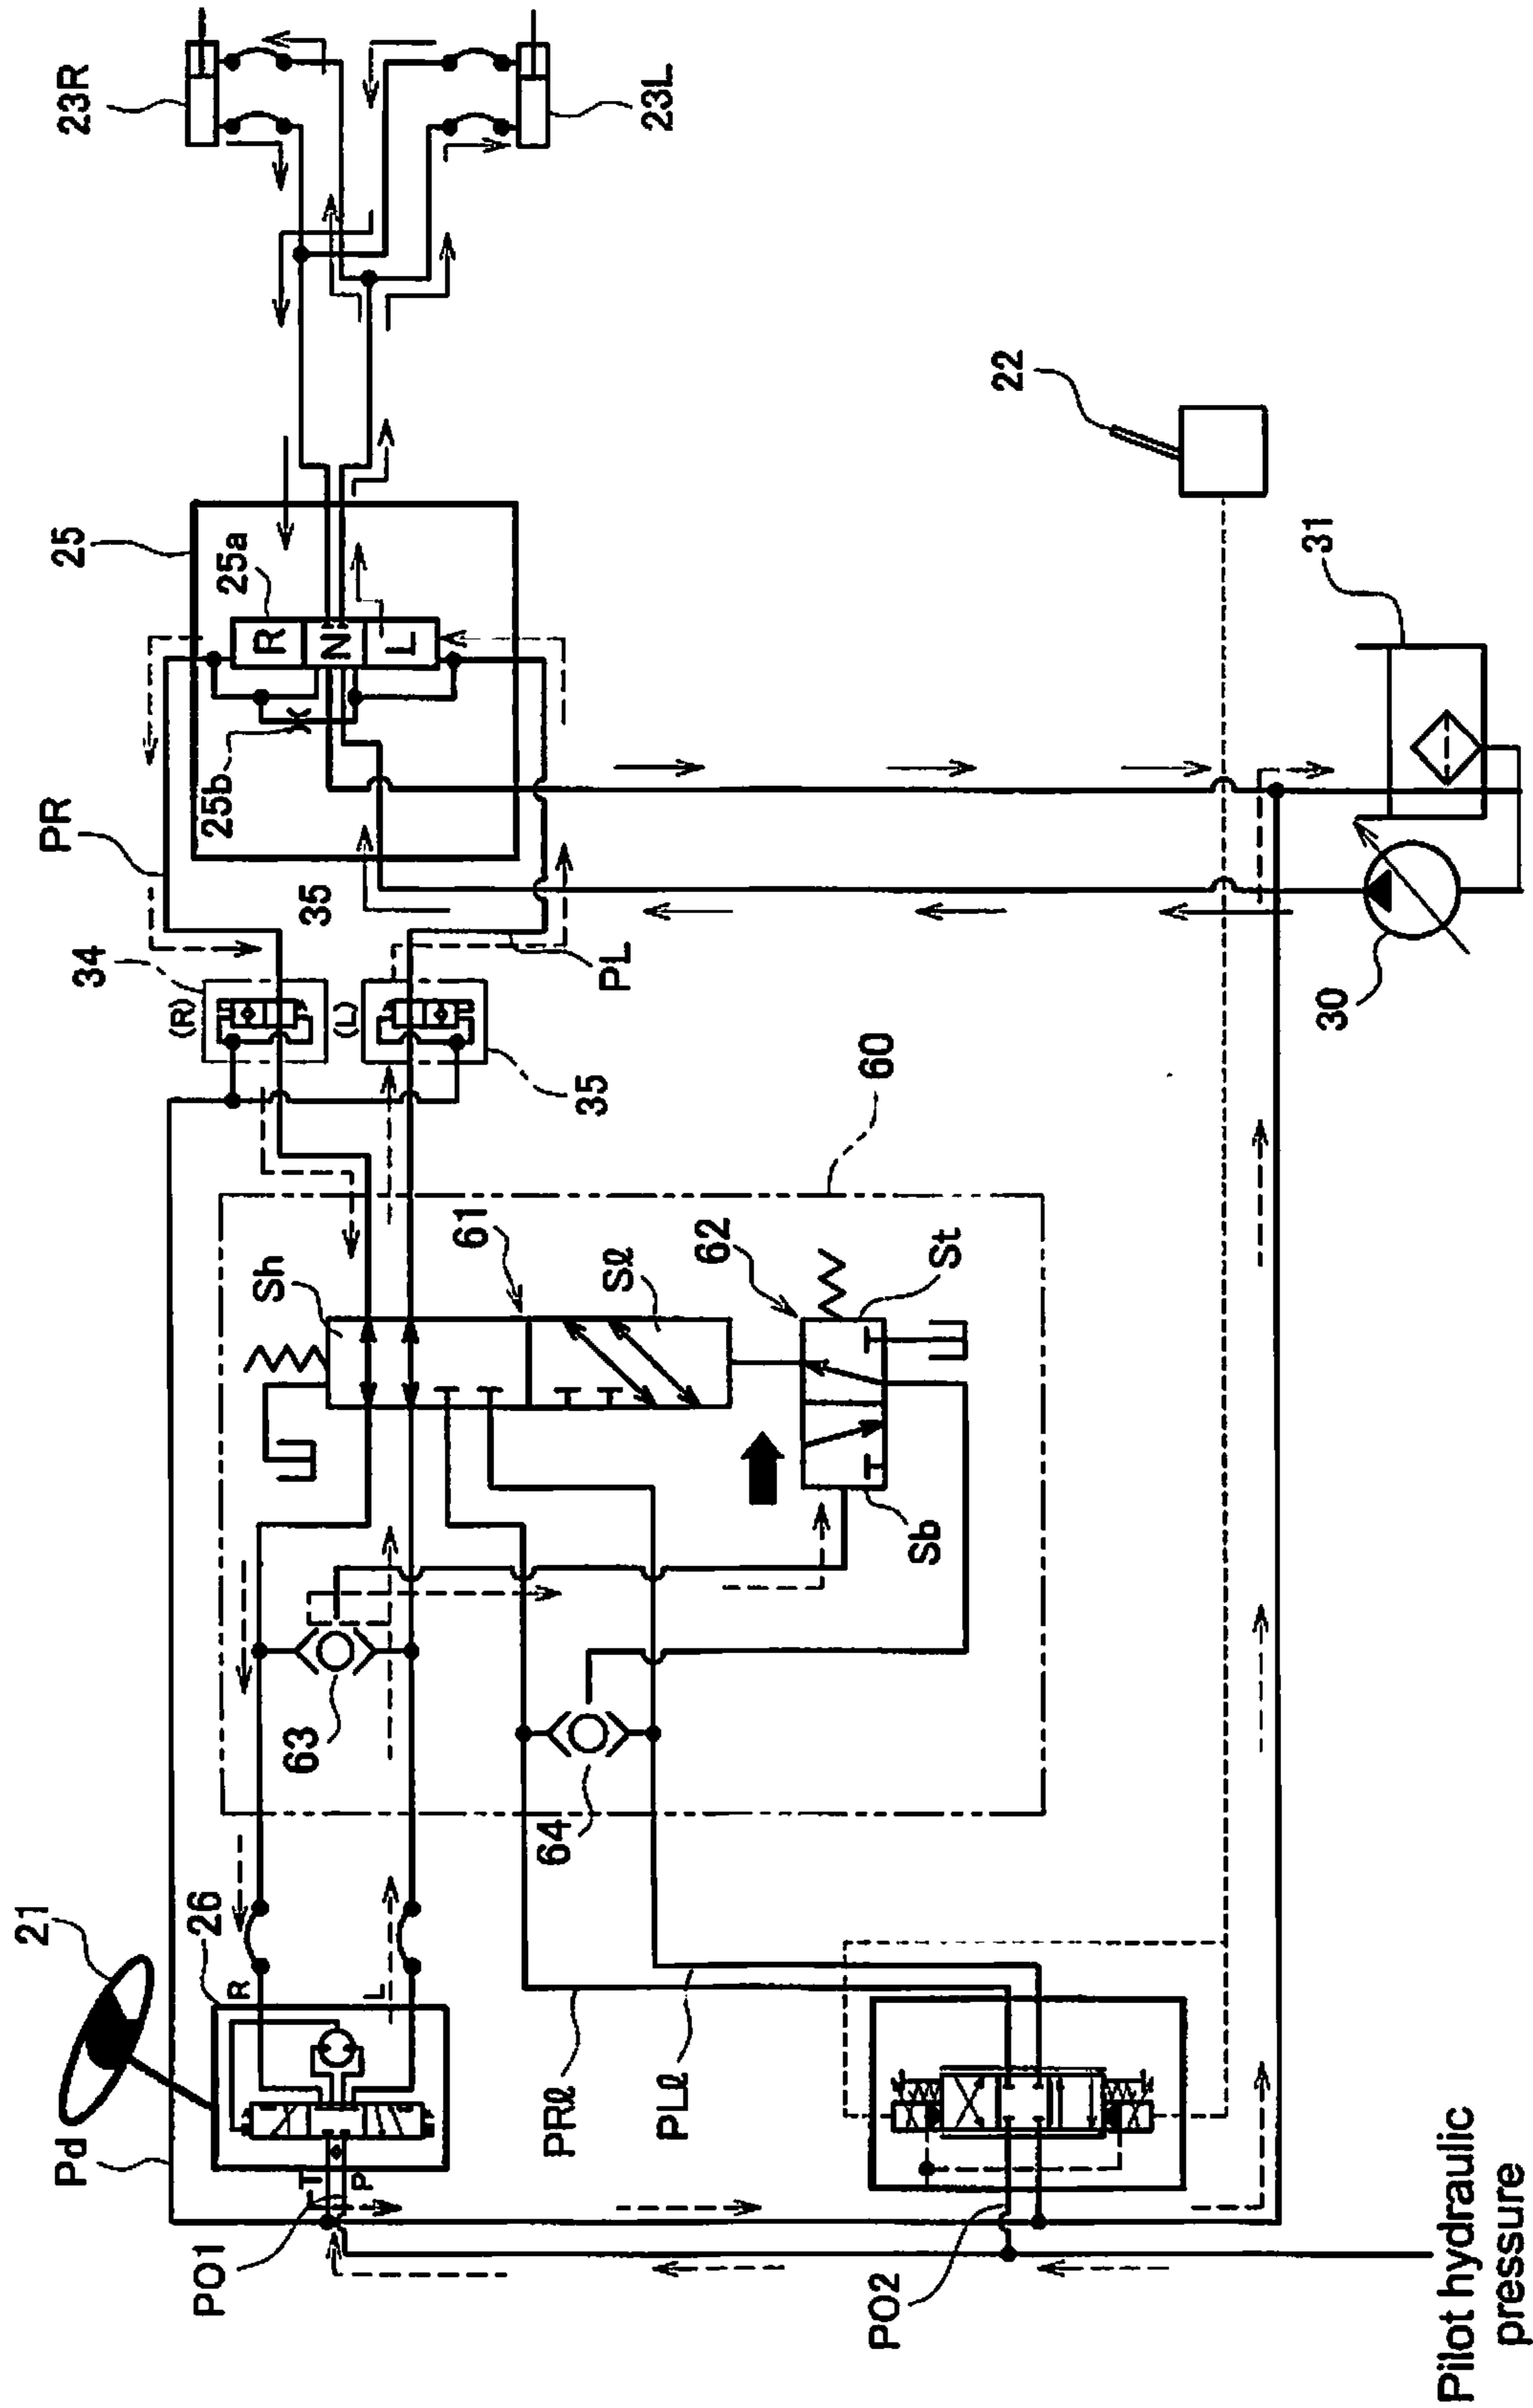 21
Pd
26
R
L
T
P
PO1
PO2
Pilot hydraulic
pressure
PRℓ
PLℓ
63
64
Sh
61
Sℓ
62
St
Sb
60
34
(R)
(L)
35
35
PR
PL
25
25a
25b
R
N
L
23R
23L
22
30
31